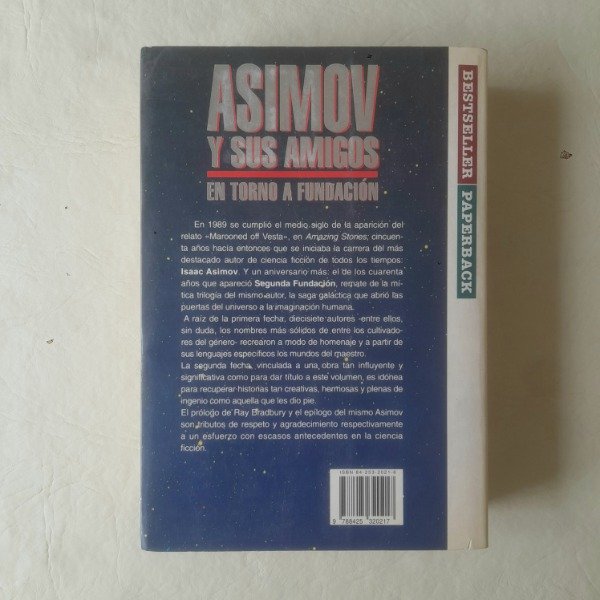 ASIMOV
Y SUS AMIGOS
EN TORNO A FUNDACIÓN
En 1989 se cumplió el medio siglo de la aparición del
relato «Marooned off Vesta», en Amazing Stories; cincuen-
ta años hacía entonces que se iniciaba la carrera del más
destacado autor de ciencia ficción de todos los tiempos:
Isaac Asimov. Y un aniversario más: el de los cuarenta
años que apareció Segunda Fundación, remate de la mí-
tica trilogía del mismo autor, la saga galáctica que abrió las
puertas del universo a la imaginación humana.
A raíz de la primera fecha, diecisiete autores -entre ellos,
sin duda, los nombres más sólidos de entre los cultivado-
res del género- recrearon a modo de homenaje y a partir de
sus lenguajes específicos los mundos del maestro.
La segunda fecha, vinculada a una obra tan influyente y
significativa como para dar título a este volumen, es idónea
para recuperar historias tan creativas, hermosas y plenas de
ingenio como aquella que les dio pie.
El prólogo de Ray Bradbury y el epílogo del mismo Asimov
son tributos de respeto y agradecimiento respectivamente
a un esfuerzo con escasos antecedentes en la ciencia
ficción.
ISBN 84-253-2021-6
9 788425 320217
BESTSELLER PAPERBACK